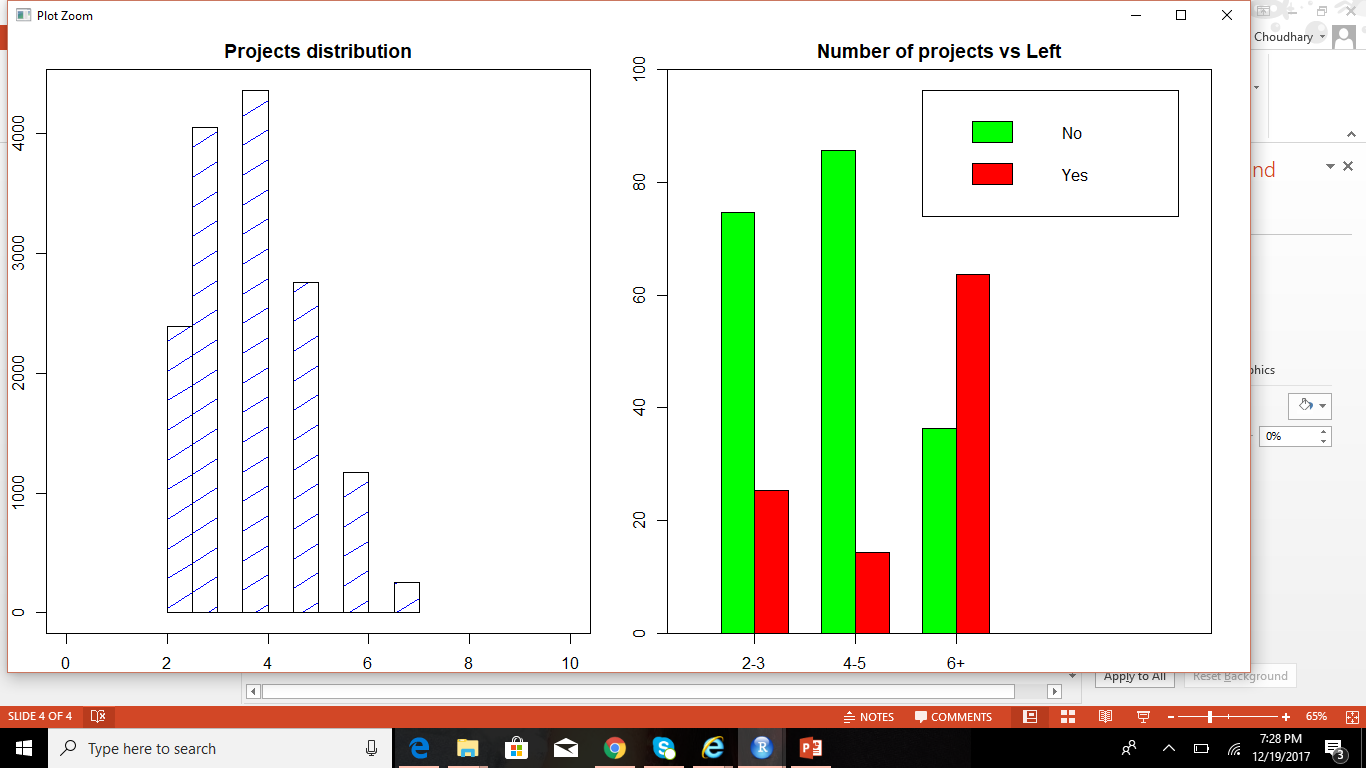 Plot Zoom
Choudhary
Projects distribution
4000
3000
2000
1000
0
0 2 4 6 8 10
Number of projects vs Left
100
80
60
40
20
0
No
Yes
2-3 4-5 6+
nd
phics
0%
Apply to All Reset Background
SLIDE 4 OF 4 NOTES COMMENTS 65%
Type here to search
7:28 PM
12/19/2017
3